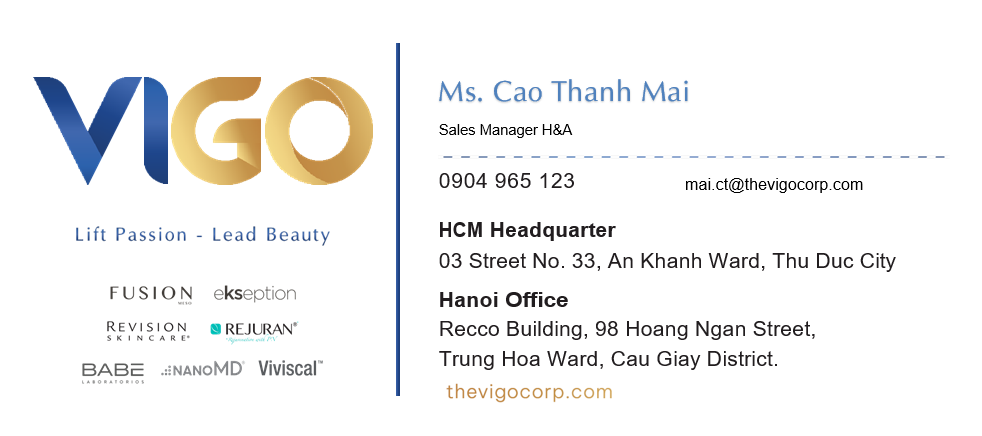 VIGO
Lift Passion - Lead Beauty
FUSION
MESO
ekseption
REVISION
SKINCARE®
REJURAN®
Rejuvenation with PN
BABE
LABORATORIOS
NANOMD®
Viviscal™
Ms. Cao Thanh Mai
Sales Manager H&A
0904 965 123
mai.ct@thevigocorp.com
HCM Headquarter
03 Street No. 33, An Khanh Ward, Thu Duc City
Hanoi Office
Recco Building, 98 Hoang Ngan Street,
Trung Hoa Ward, Cau Giay District.
thevigocorp.com